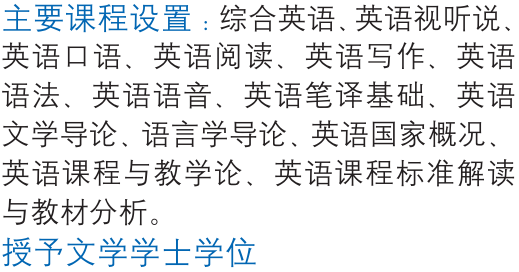 主要课程设置：综合英语、英语视听说、
英语口语、英语阅读、英语写作、英语
语法、英语语音、英语笔译基础、英语
文学导论、语言学导论、英语国家概况、
英语课程与教学论、英语课程标准解读
与教材分析。
授予文学学士学位